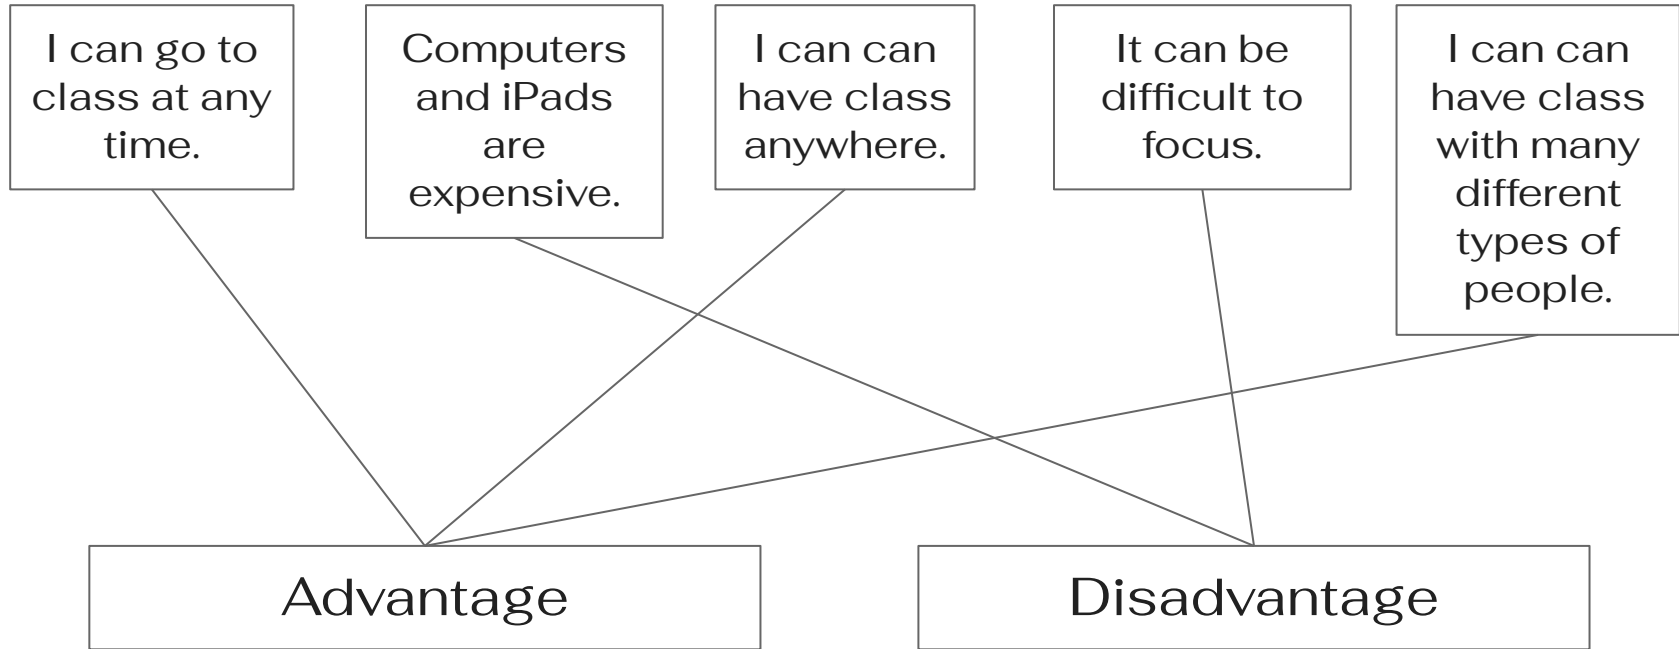 I can go to
class at any
time.
Computers
and iPads
are
expensive.
I can can
have class
anywhere.
It can be
difficult to
focus.
I can can
have class
with many
different
types of
people.
Advantage
Disadvantage